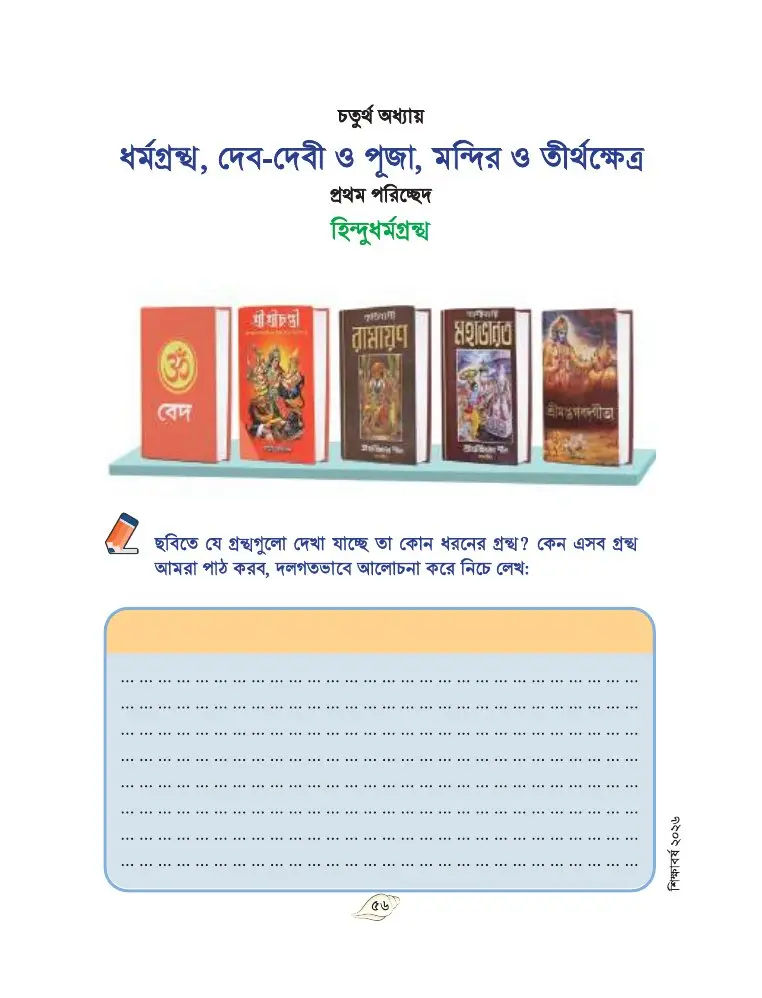 চতুর্থ অধ্যায়
ধর্মগ্রন্থ, দেব-দেবী ও পূজা, মন্দির ও তীর্থক্ষেত্র
প্রথম পরিচ্ছেদ
হিন্দুধর্মগ্রন্থ
ॐ
বেদ
শ্রীশ্রীচণ্ডী
কৃত্তিবাসী
রামায়ণ
কাশীদাসী
মহাভারত
শ্রীমদ্ভগবদ্গীতা
ছবিতে যে গ্রন্থগুলো দেখা যাচ্ছে তা কোন ধরনের গ্রন্থ? কেন এসব গ্রন্থ
আমরা পাঠ করব, দলগতভাবে আলোচনা করে নিচে লেখ:
... ... ... ... ... ... ... ... ... ... ... ... ... ... ... ... ... ... ... ... ... ... ... ... ... ... ... ...
... ... ... ... ... ... ... ... ... ... ... ... ... ... ... ... ... ... ... ... ... ... ... ... ... ... ... ...
... ... ... ... ... ... ... ... ... ... ... ... ... ... ... ... ... ... ... ... ... ... ... ... ... ... ... ...
... ... ... ... ... ... ... ... ... ... ... ... ... ... ... ... ... ... ... ... ... ... ... ... ... ... ... ...
... ... ... ... ... ... ... ... ... ... ... ... ... ... ... ... ... ... ... ... ... ... ... ... ... ... ... ...
... ... ... ... ... ... ... ... ... ... ... ... ... ... ... ... ... ... ... ... ... ... ... ... ... ... ... ...
... ... ... ... ... ... ... ... ... ... ... ... ... ... ... ... ... ... ... ... ... ... ... ... ... ... ... ...
... ... ... ... ... ... ... ... ... ... ... ... ... ... ... ... ... ... ... ... ... ... ... ... ... ... ... ...
শিক্ষাবর্ষ ২০২৬
৫৬